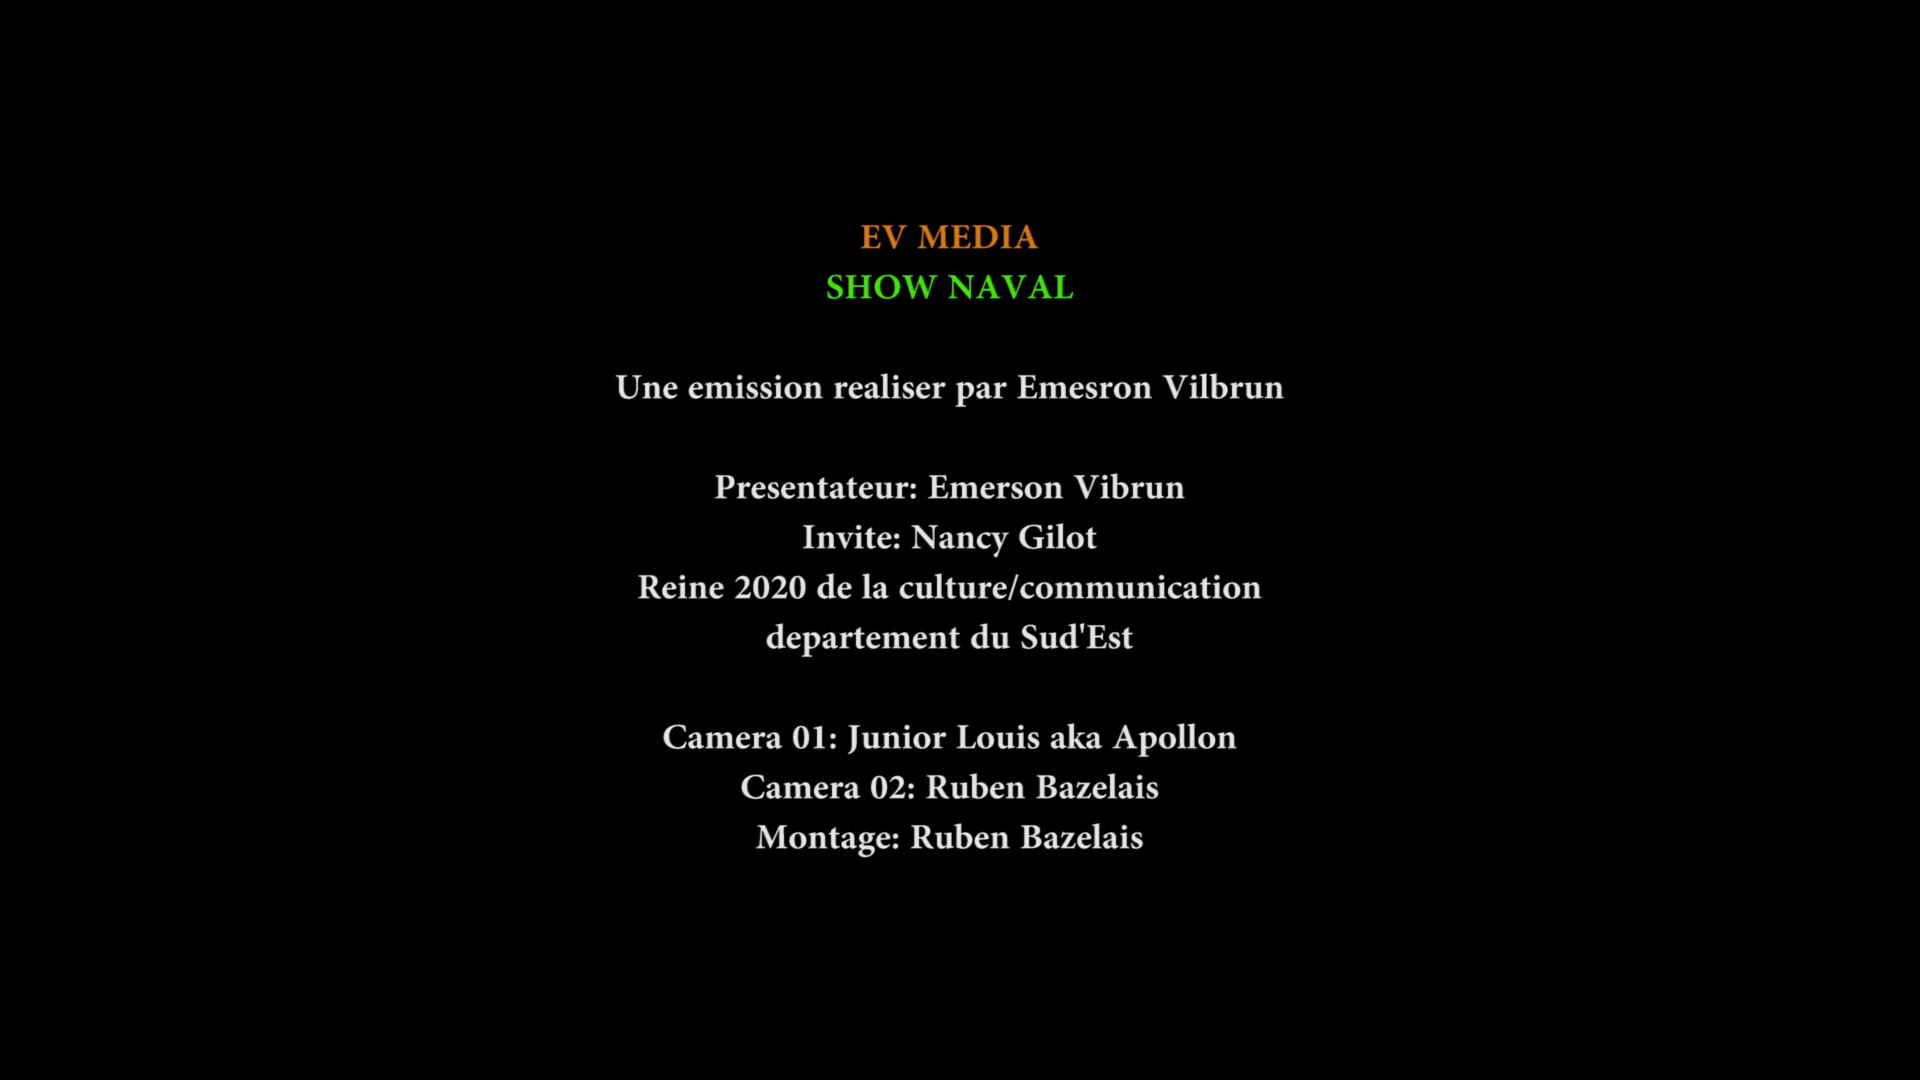 EV MEDIA
SHOW NAVAL
Une emission realiser par Emesron Vilbrun
Presentateur: Emerson Vibrun
Invite: Nancy Gilot
Reine 2020 de la culture/communication
departement du Sud'Est
Camera 01: Junior Louis aka Apollon
Camera 02: Ruben Bazelais
Montage: Ruben Bazelais